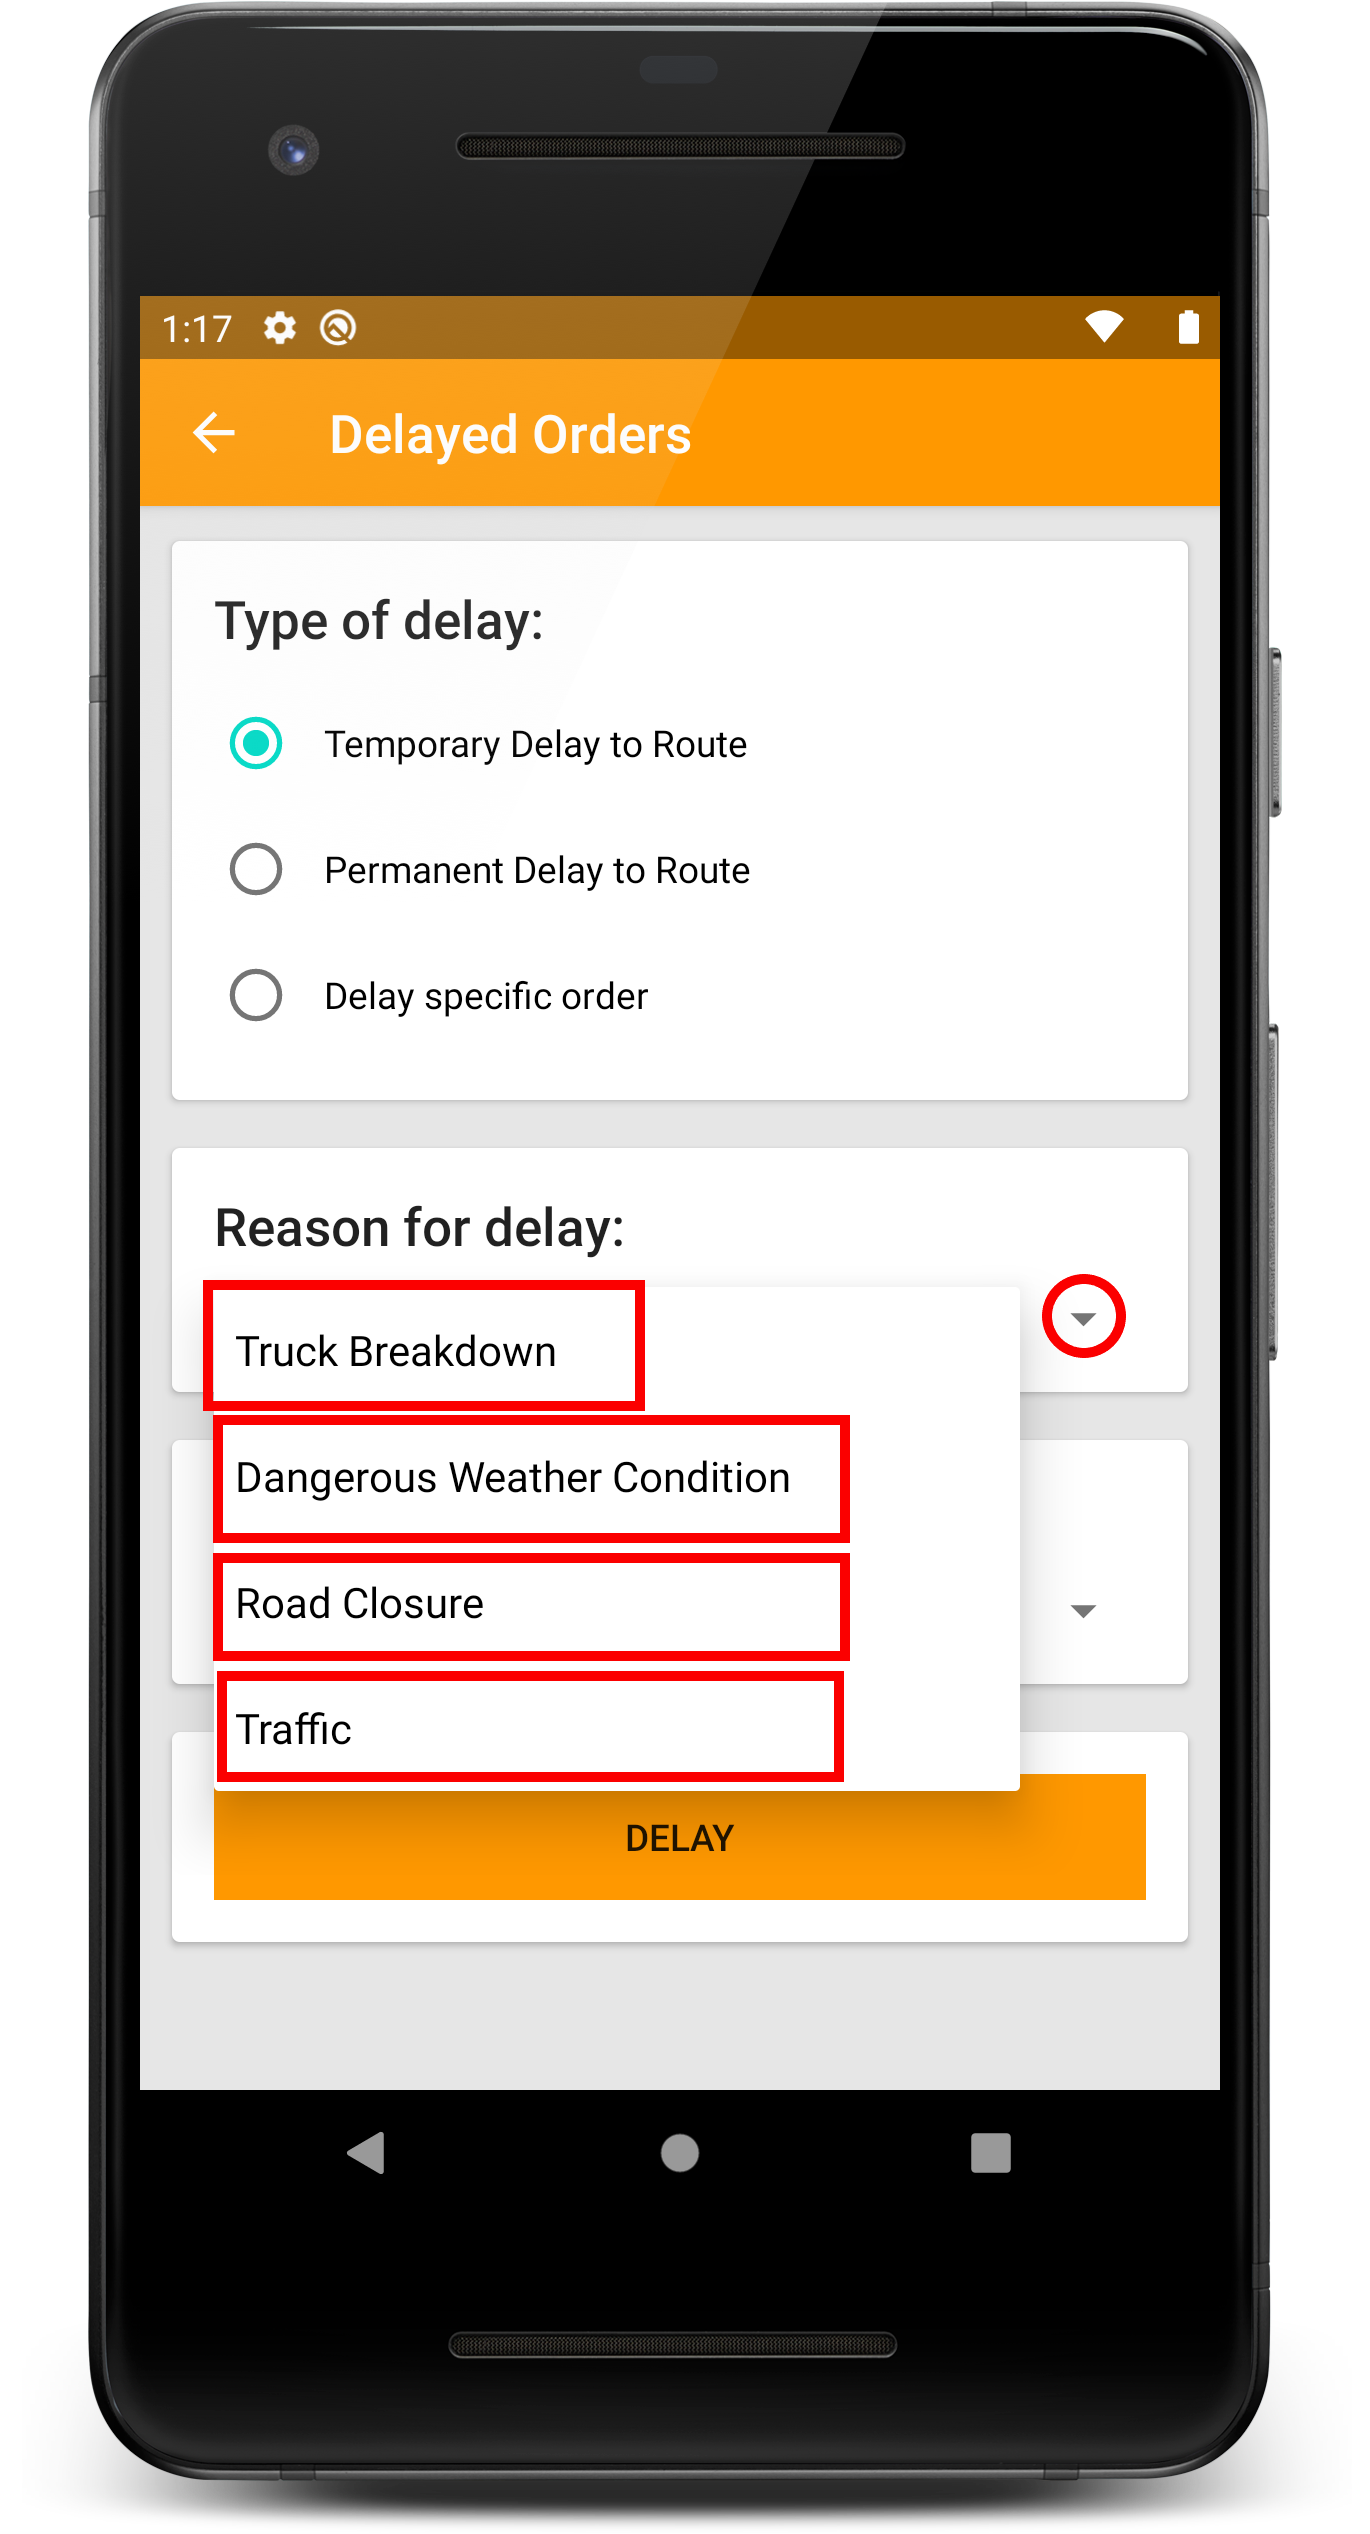 1:17
Delayed Orders
Type of delay:
Temporary Delay to Route
Permanent Delay to Route
Delay specific order
Reason for delay:
Truck Breakdown
Dangerous Weather Condition
Road Closure
Traffic
DELAY